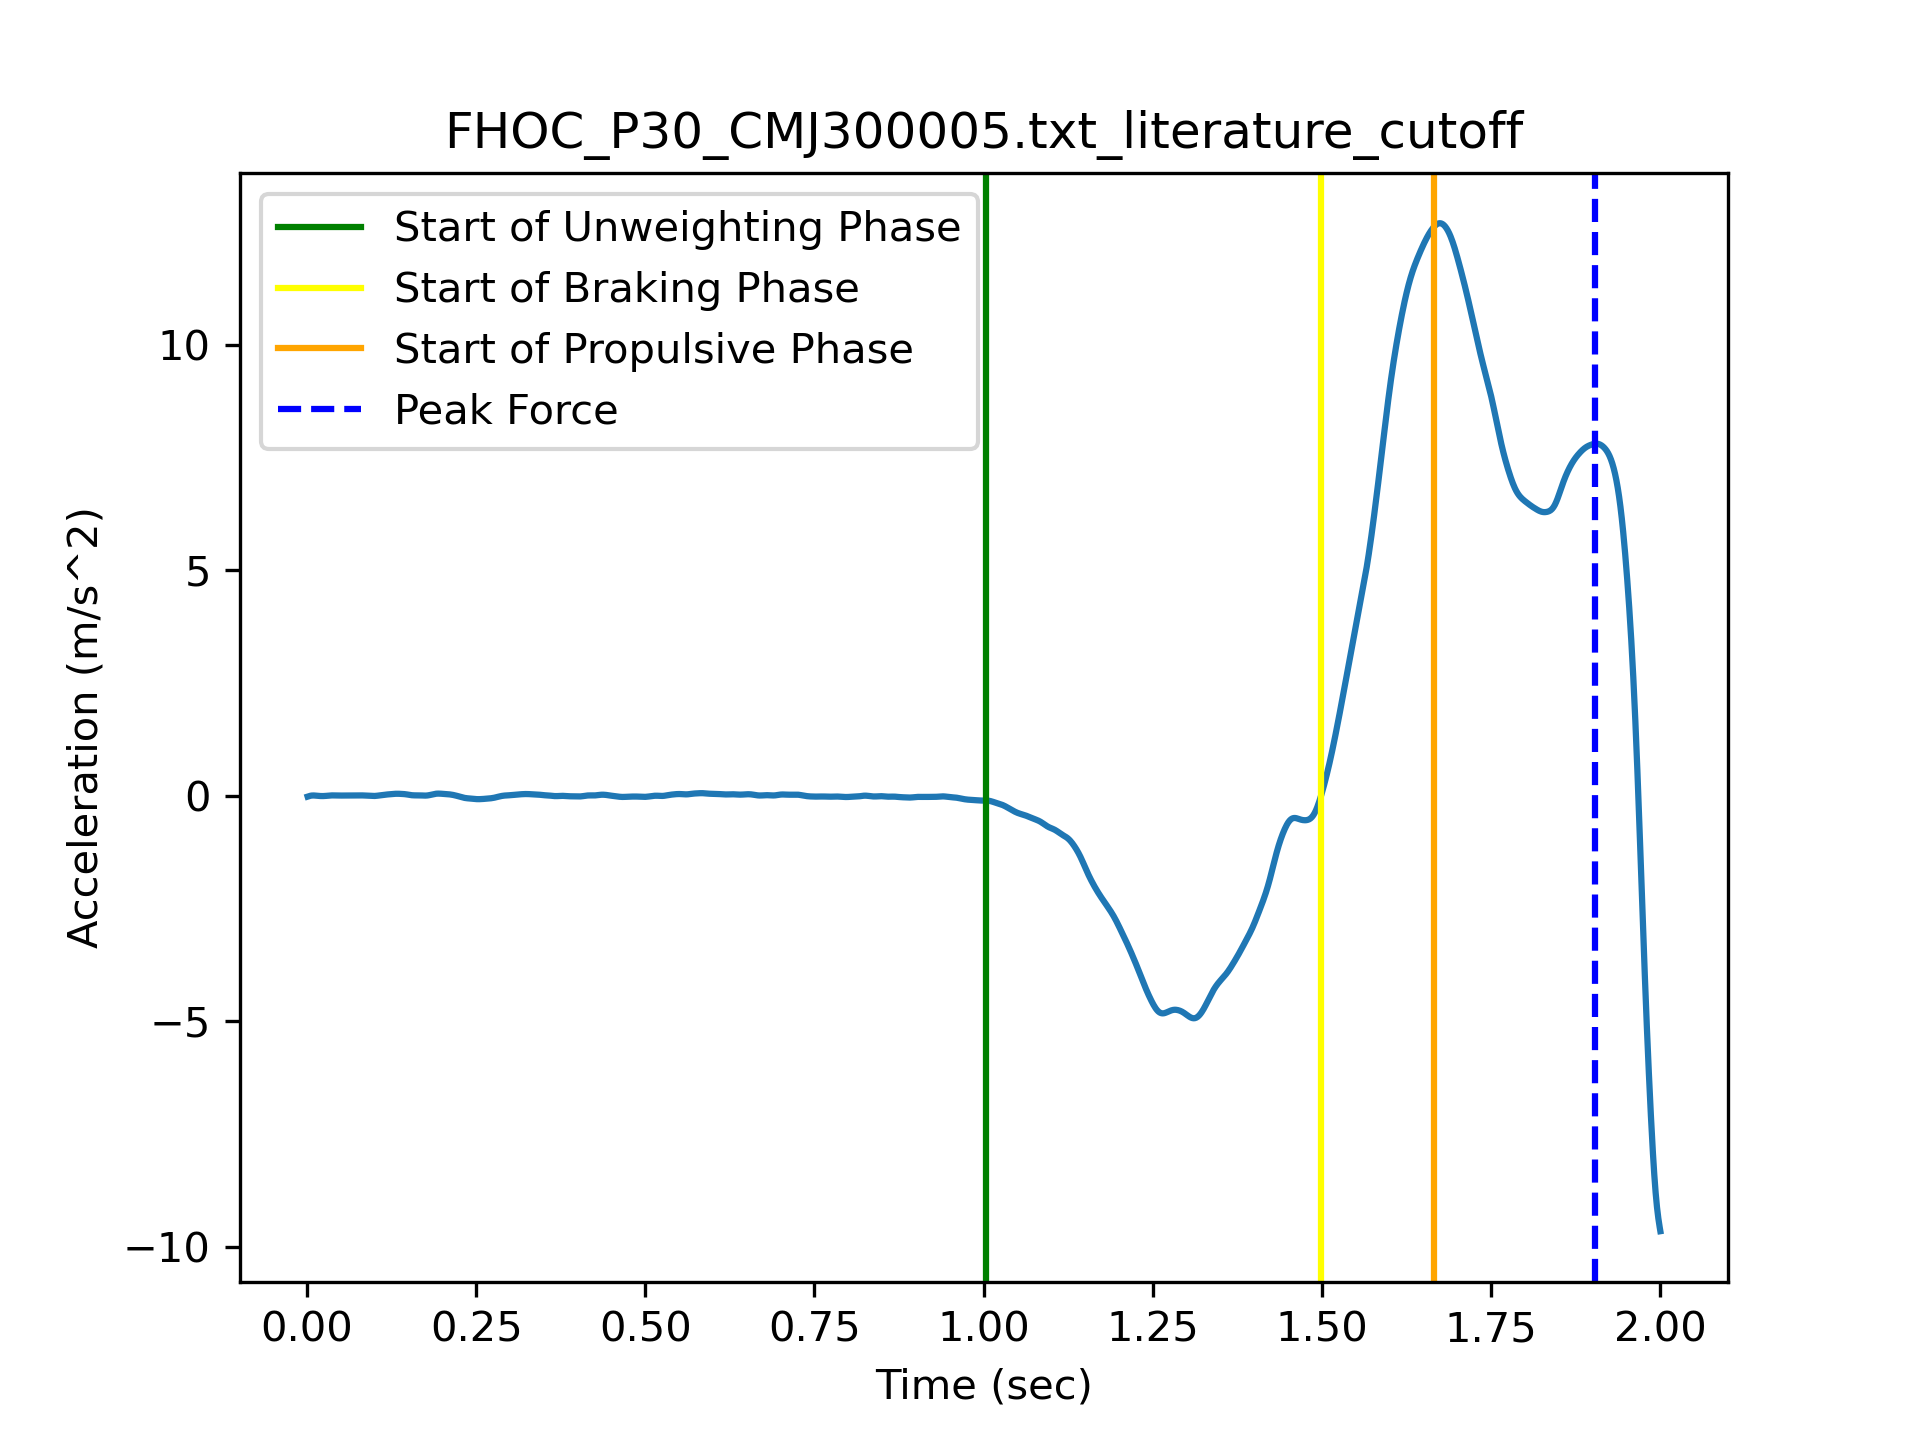 FHOC_P30_CMJ300005.txt_literature_cutoff
Start of Unweighting Phase
Start of Braking Phase
Start of Propulsive Phase
Peak Force
10
5
0
−5
−10
Acceleration (m/s^2)
0.00 0.25 0.50 0.75 1.00 1.25 1.50 1.75 2.00
Time (sec)